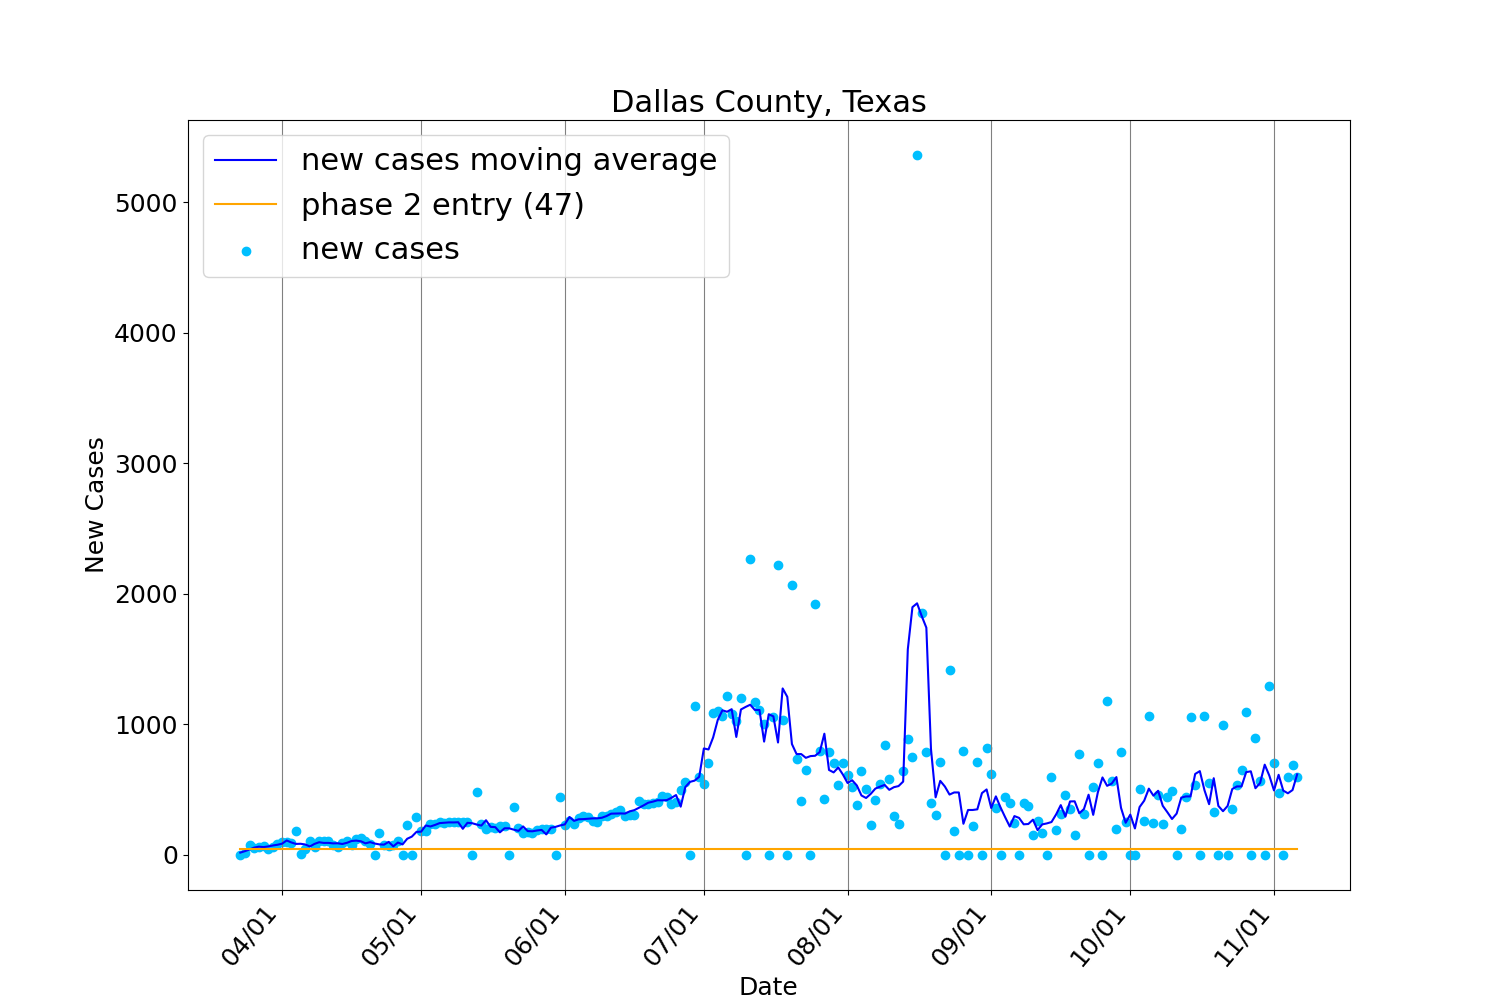 Dallas County, Texas
new cases moving average
phase 2 entry (47)
new cases
5000
4000
3000
2000
1000
0
New Cases
04/01
05/01
06/01
07/01
08/01
09/01
10/01
11/01
Date